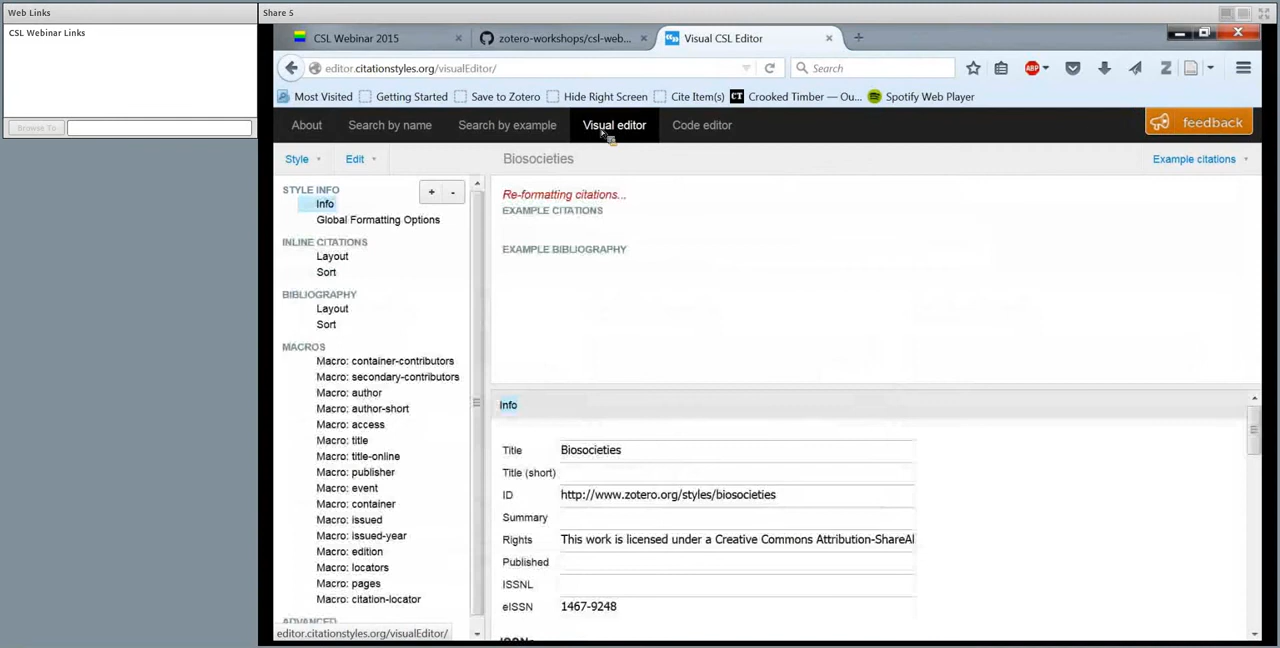 Web Links
CSL Webinar Links
Browse To
Share 5
CSL Webinar 2015
zotero-workshops/csl-web...
Visual CSL Editor
editor.citationstyles.org/visualEditor/
Search
Most Visited
Getting Started
Save to Zotero
Hide Right Screen
Cite Item(s)
CT Crooked Timber — Ou...
Spotify Web Player
ABP
About
Search by name
Search by example
Visual editor
Code editor
feedback
Style
Edit
Biosocieties
Example citations
STYLE INFO
+ -
Info
Global Formatting Options
INLINE CITATIONS
Layout
Sort
BIBLIOGRAPHY
Layout
Sort
MACROS
Macro: container-contributors
Macro: secondary-contributors
Macro: author
Macro: author-short
Macro: access
Macro: title
Macro: title-online
Macro: publisher
Macro: event
Macro: container
Macro: issued
Macro: issued-year
Macro: edition
Macro: locators
Macro: pages
Macro: citation-locator
ADVANCED
editor.citationstyles.org/visualEditor/
Re-formatting citations...
EXAMPLE CITATIONS
EXAMPLE BIBLIOGRAPHY
Info
Title Biosocieties
Title (short)
ID http://www.zotero.org/styles/biosocieties
Summary
Rights This work is licensed under a Creative Commons Attribution-ShareAl
Published
ISSNL
eISSN 1467-9248